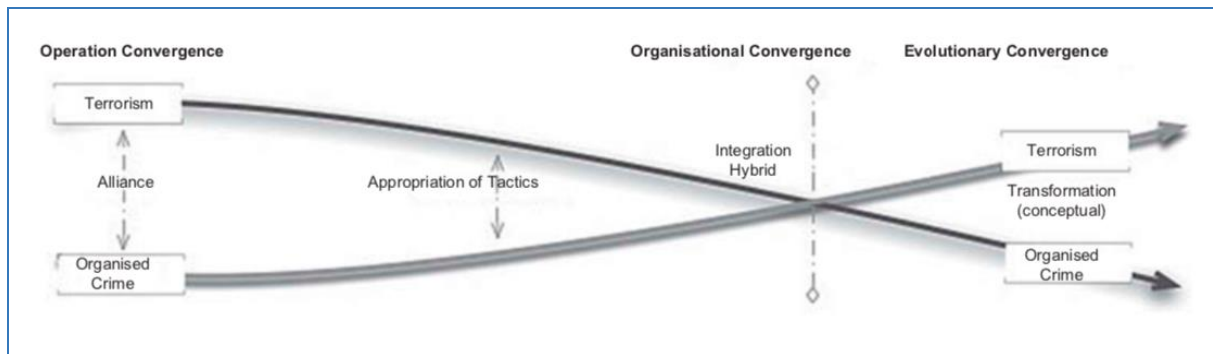 Operation Convergence
Organisational Convergence
Evolutionary Convergence
Terrorism
Alliance
Organised
Crime
Appropriation of Tactics
Integration
Hybrid
Terrorism
Transformation
(conceptual)
Organised
Crime